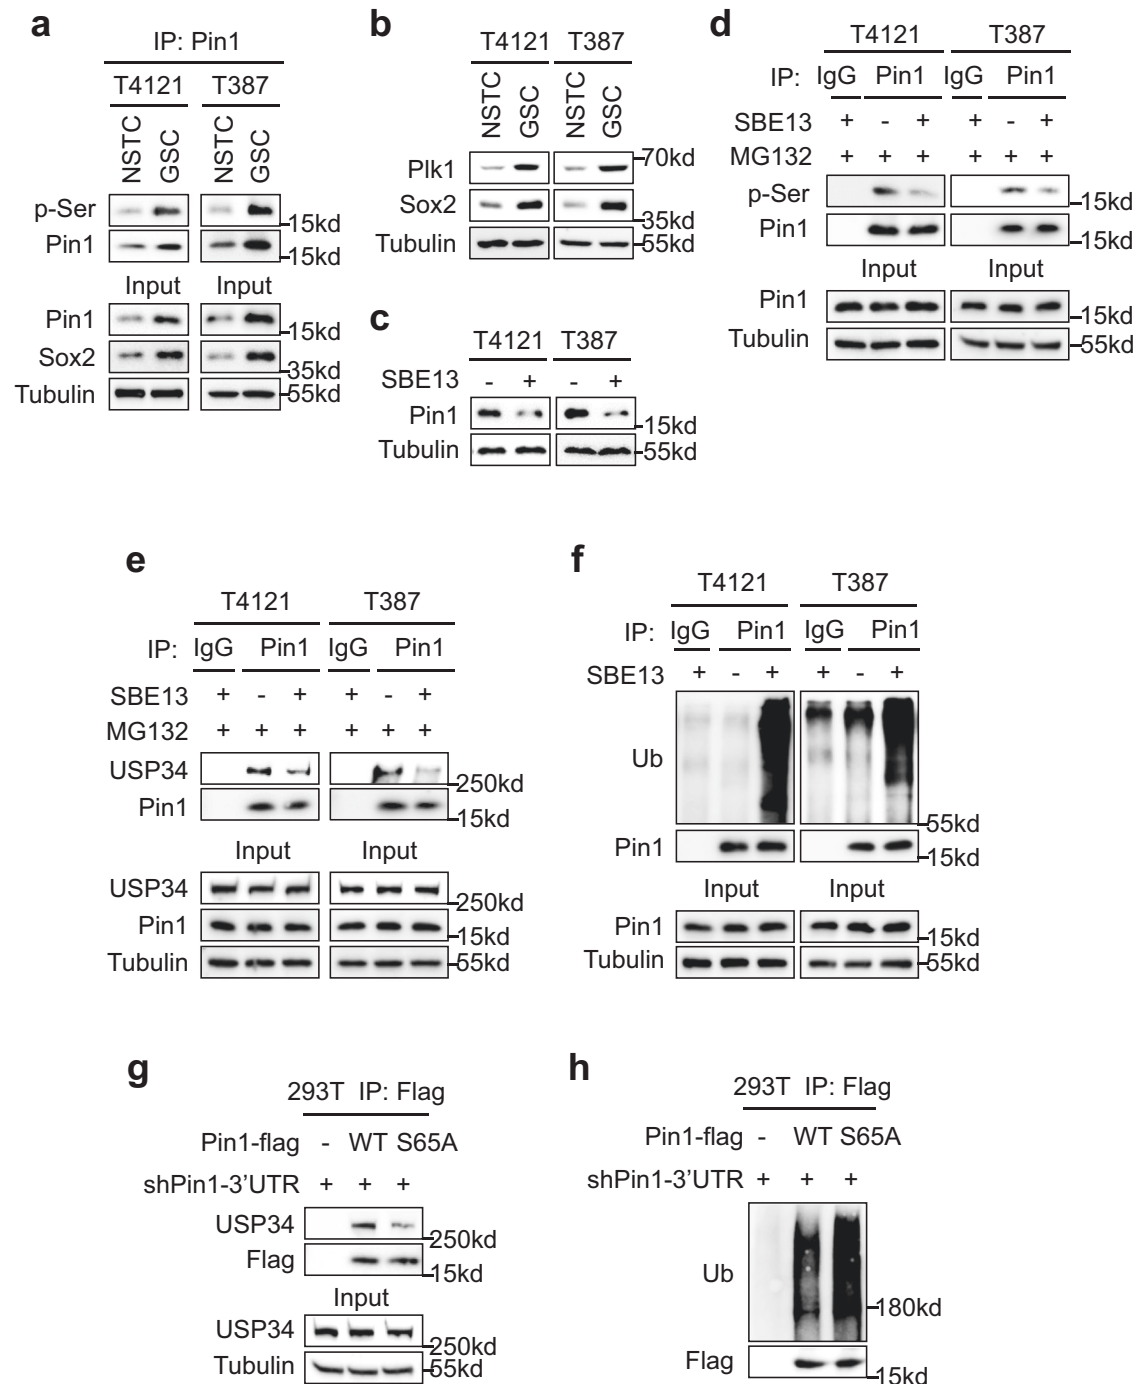 a
IP: Pin1
T4121 T387
NSTC GSC NSTC GSC
p-Ser
15kd
Pin1
15kd
Input Input
Pin1
15kd
Sox2
35kd
Tubulin
55kd
b
T4121 T387
NSTC GSC NSTC GSC
Plk1
70kd
Sox2
35kd
Tubulin
55kd
c
T4121 T387
SBE13 - + - +
Pin1
15kd
Tubulin
55kd
d
T4121 T387
IP: IgG Pin1 IgG Pin1
SBE13 + - + + - +
MG132 + + + + + +
p-Ser
15kd
Pin1
15kd
Input Input
Pin1
15kd
Tubulin
55kd
e
T4121 T387
IP: IgG Pin1 IgG Pin1
SBE13 + - + + - +
MG132 + + + + + +
USP34
250kd
Pin1
15kd
Input Input
USP34
250kd
Pin1
15kd
Tubulin
55kd
f
T4121 T387
IP: IgG Pin1 IgG Pin1
SBE13 + - + + - +
Ub
55kd
Pin1
15kd
Input Input
Pin1
15kd
Tubulin
55kd
g
293T IP: Flag
Pin1-flag - WT S65A
shPin1-3’UTR + + +
USP34
250kd
Flag
15kd
Input
USP34
250kd
Tubulin
55kd
h
293T IP: Flag
Pin1-flag - WT S65A
shPin1-3’UTR + + +
Ub
180kd
Flag
15kd